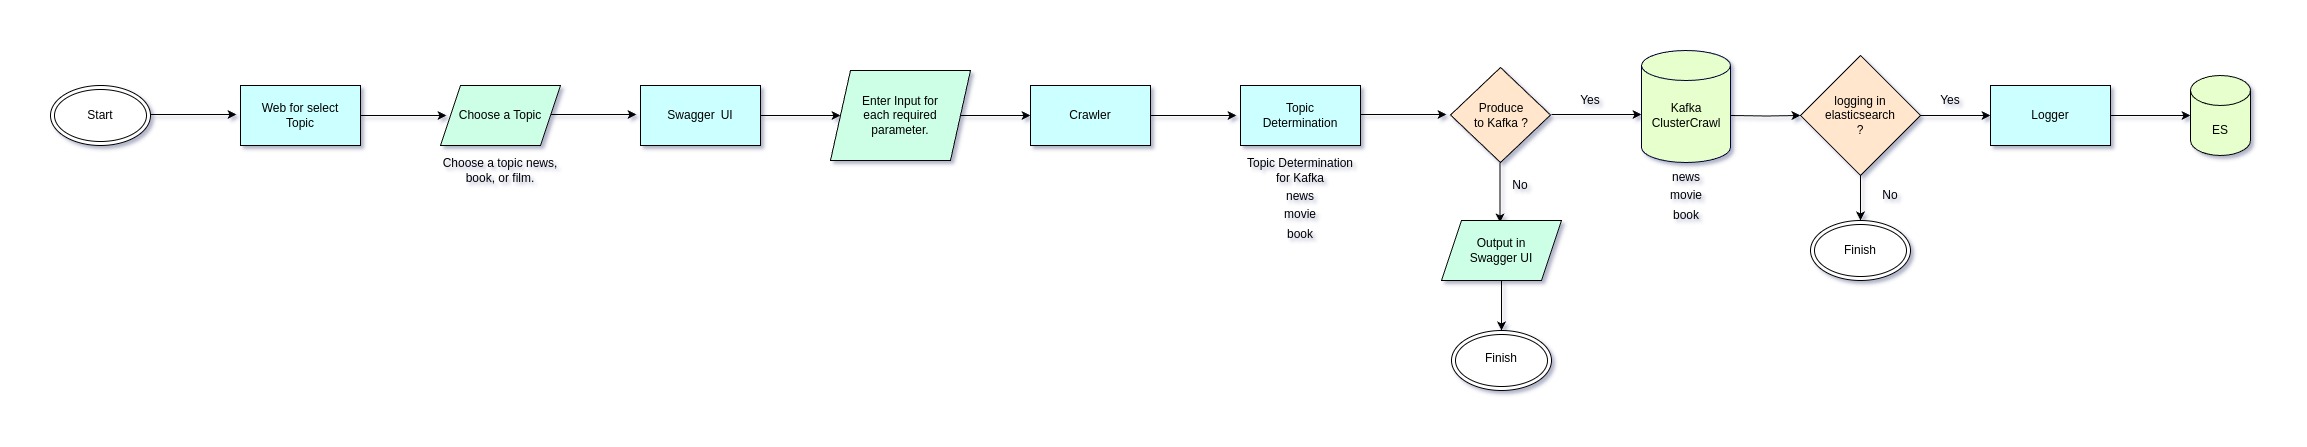 Start
Web for select
Topic
Choose a Topic
Choose a topic news,
book, or film.
Swagger UI
Enter Input for
each required
parameter.
Crawler
Topic
Determination
Topic Determination
for Kafka
news
movie
book
Produce
to Kafka ?
Yes
No
Output in
Swagger UI
Finish
Kafka
ClusterCrawl
news
movie
book
logging in
elasticsearch
?
Yes
No
Finish
Logger
ES